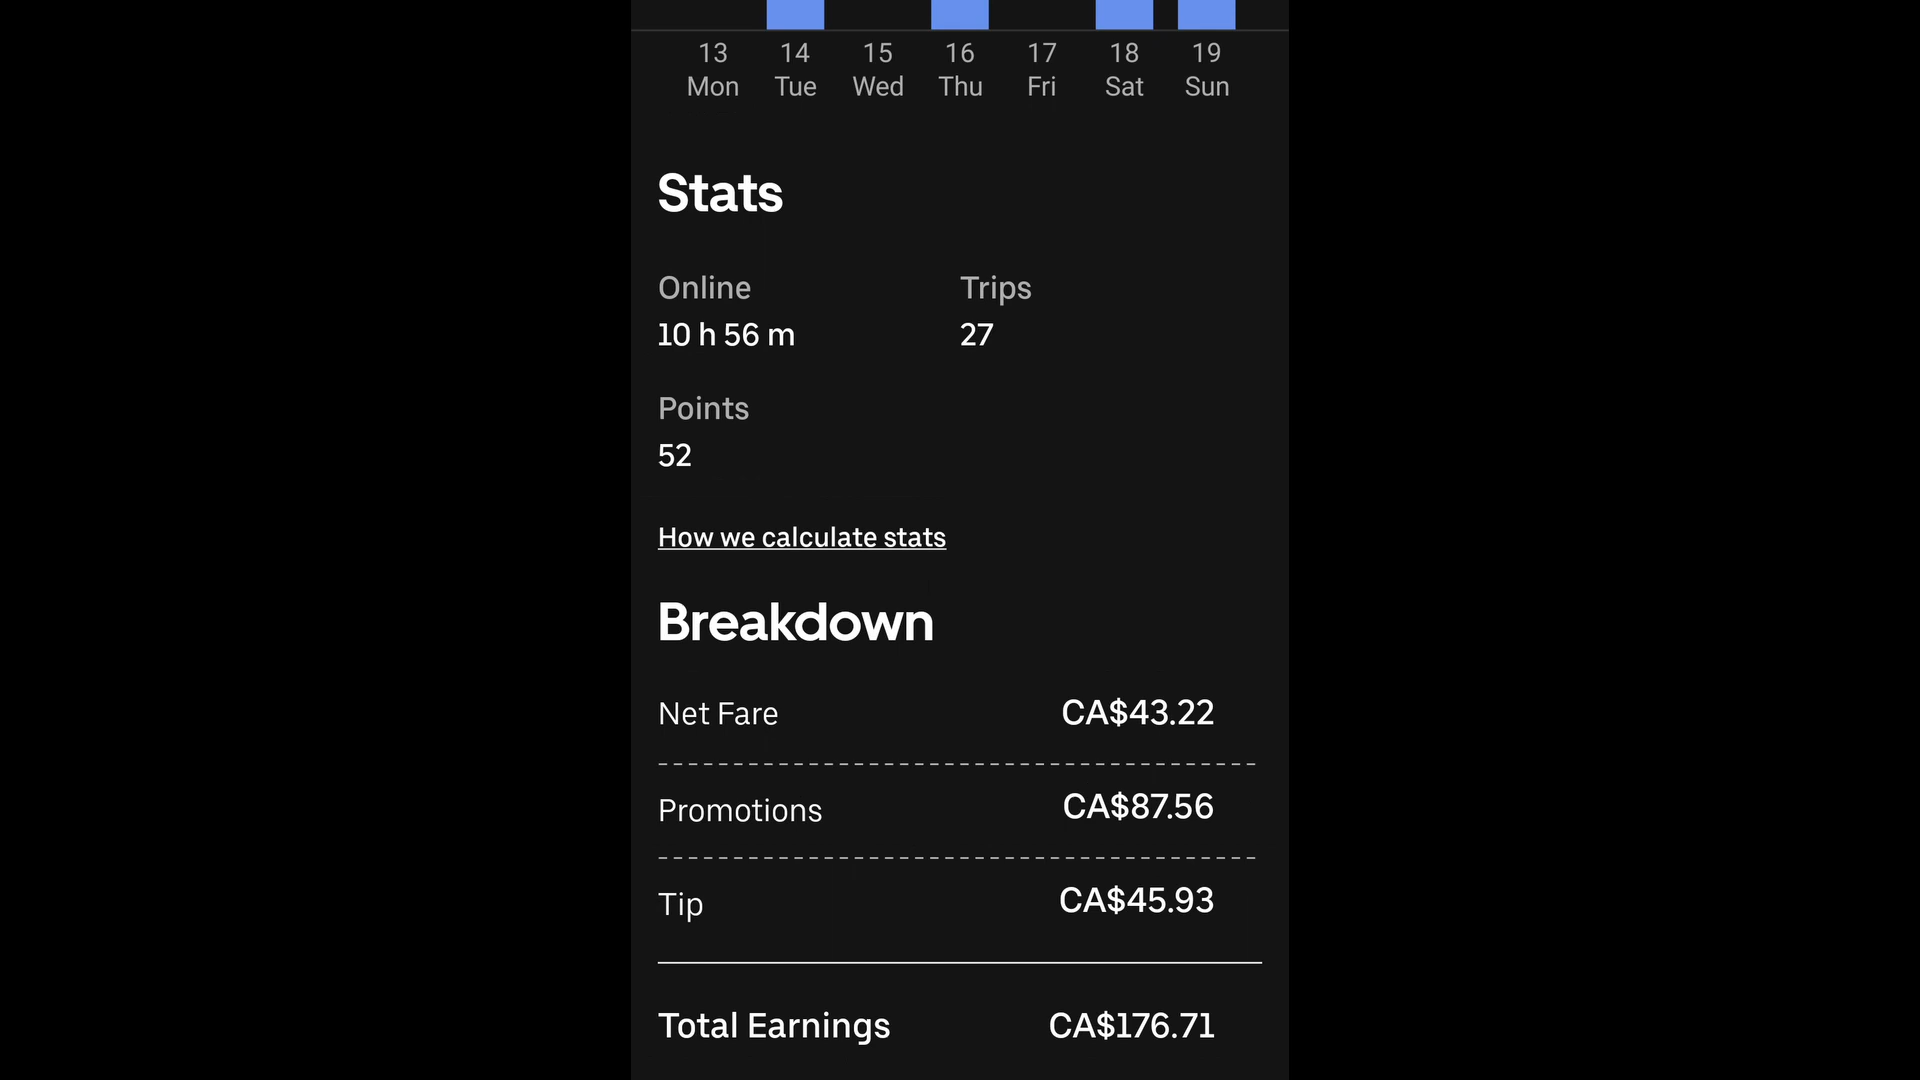 13 14 15 16 17 18 19
Mon Tue Wed Thu Fri Sat Sun
Stats
Online Trips
10 h 56 m 27
Points
52
How we calculate stats
Breakdown
Net Fare CA$43.22
Promotions CA$87.56
Tip CA$45.93
Total Earnings CA$176.71